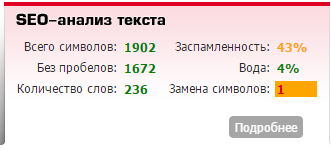 SEO-анализ текста
Всего символов: 1902 Заспамленность: 43%
Без пробелов: 1672 Вода: 4%
Количество слов: 236 Замена символов: 1
Подробнее